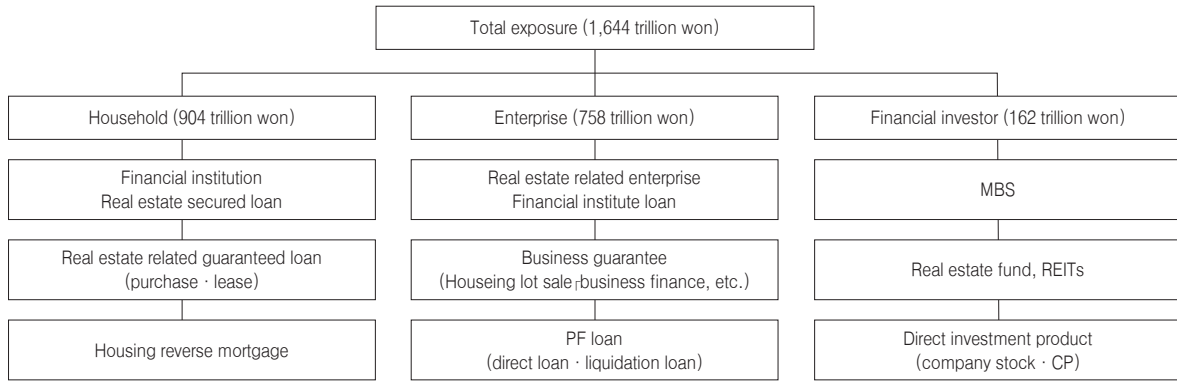 Total exposure (1,644 trillion won)
Household (904 trillion won)
Enterprise (758 trillion won)
Financial investor (162 trillion won)
Financial institution
Real estate secured loan
Real estate related enterprise
Financial institute loan
MBS
Real estate related guaranteed loan
(purchase · lease)
Business guarantee
(Houseing lot sale┌business finance, etc.)
Real estate fund, REITs
Housing reverse mortgage
PF loan
(direct loan · liquidation loan)
Direct investment product
(company stock · CP)